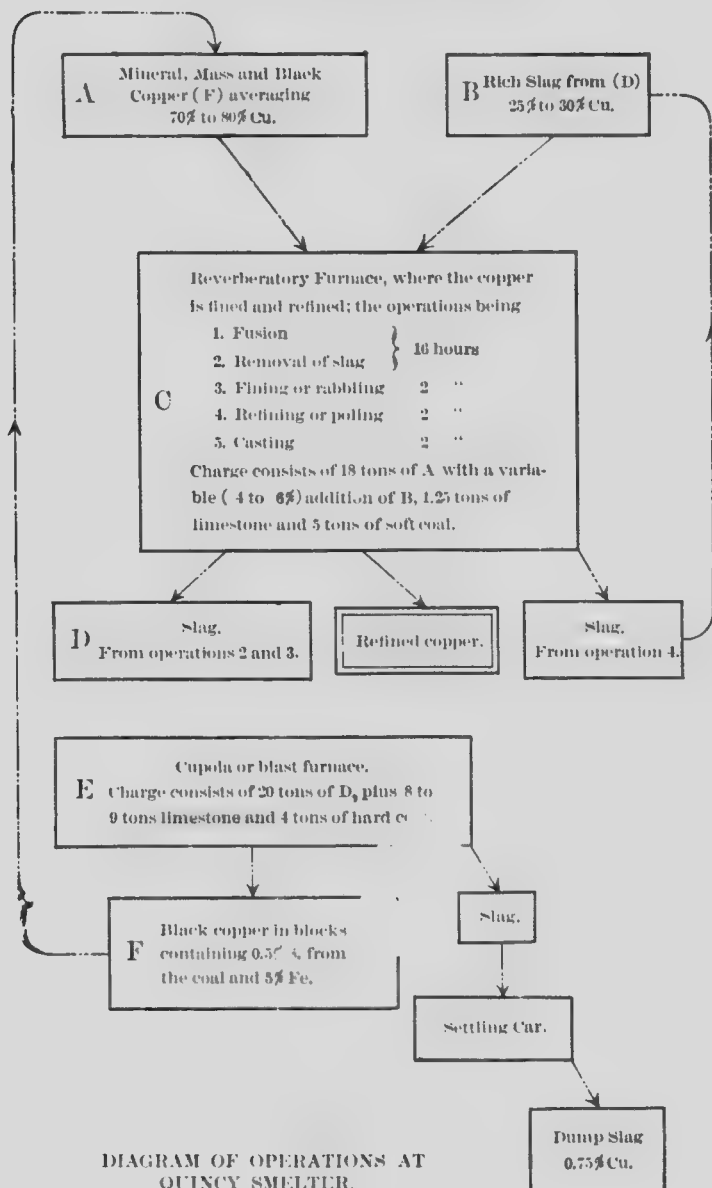 A
Mineral, Mass and Black
Copper (F) averaging
70% to 80% Cu.
B
Rich Slag from (D)
25% to 30% Cu.
C
Reverberatory Furnace, where the copper
is fined and refined; the operations being
1. Fusion
2. Removal of slag
} 16 hours
3. Fining or rabbling 2 "
4. Refining or poling 2 "
5. Casting 2 "
Charge consists of 18 tons of A with a varia-
ble ( 4 to 6%) addition of B, 1.25 tons of
limestone and 5 tons of soft coal.
D
Slag.
From operations 2 and 3.
Refined copper.
Slag.
From operation 4.
E
Cupola or blast furnace.
Charge consists of 20 tons of D, plus 8 to
9 tons limestone and 4 tons of hard
F
Black copper in blocks
containing 0.5% from
the coal and 5% Fe.
Slag.
Settling Car.
Dump Slag
0.75% Cu.
DIAGRAM OF OPERATIONS AT
QUINCY SMELTER.